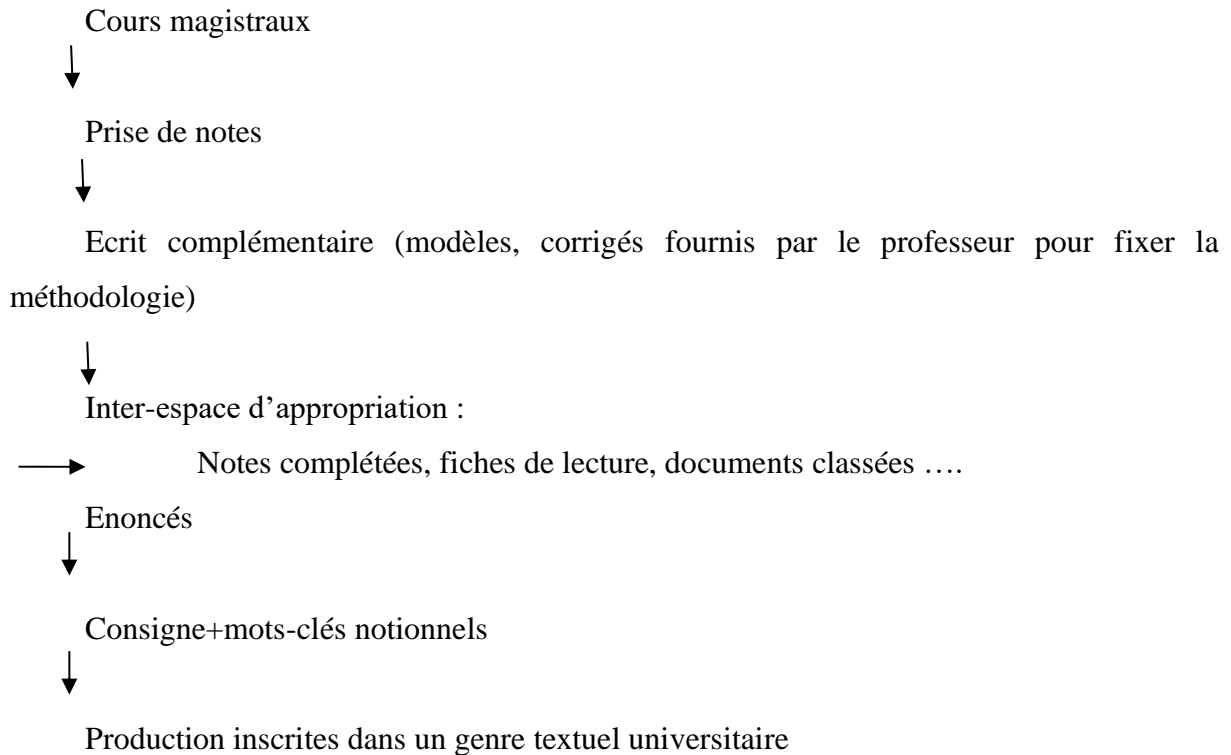 Cours magistraux
Prise de notes
Ecrit complémentaire (modèles, corrigés fournis par le professeur pour fixer la
méthodologie)
Inter-espace d’appropriation :
Notes complétées, fiches de lecture, documents classées ….
Enoncés
Consigne+mots-clés notionnels
Production inscrites dans un genre textuel universitaire